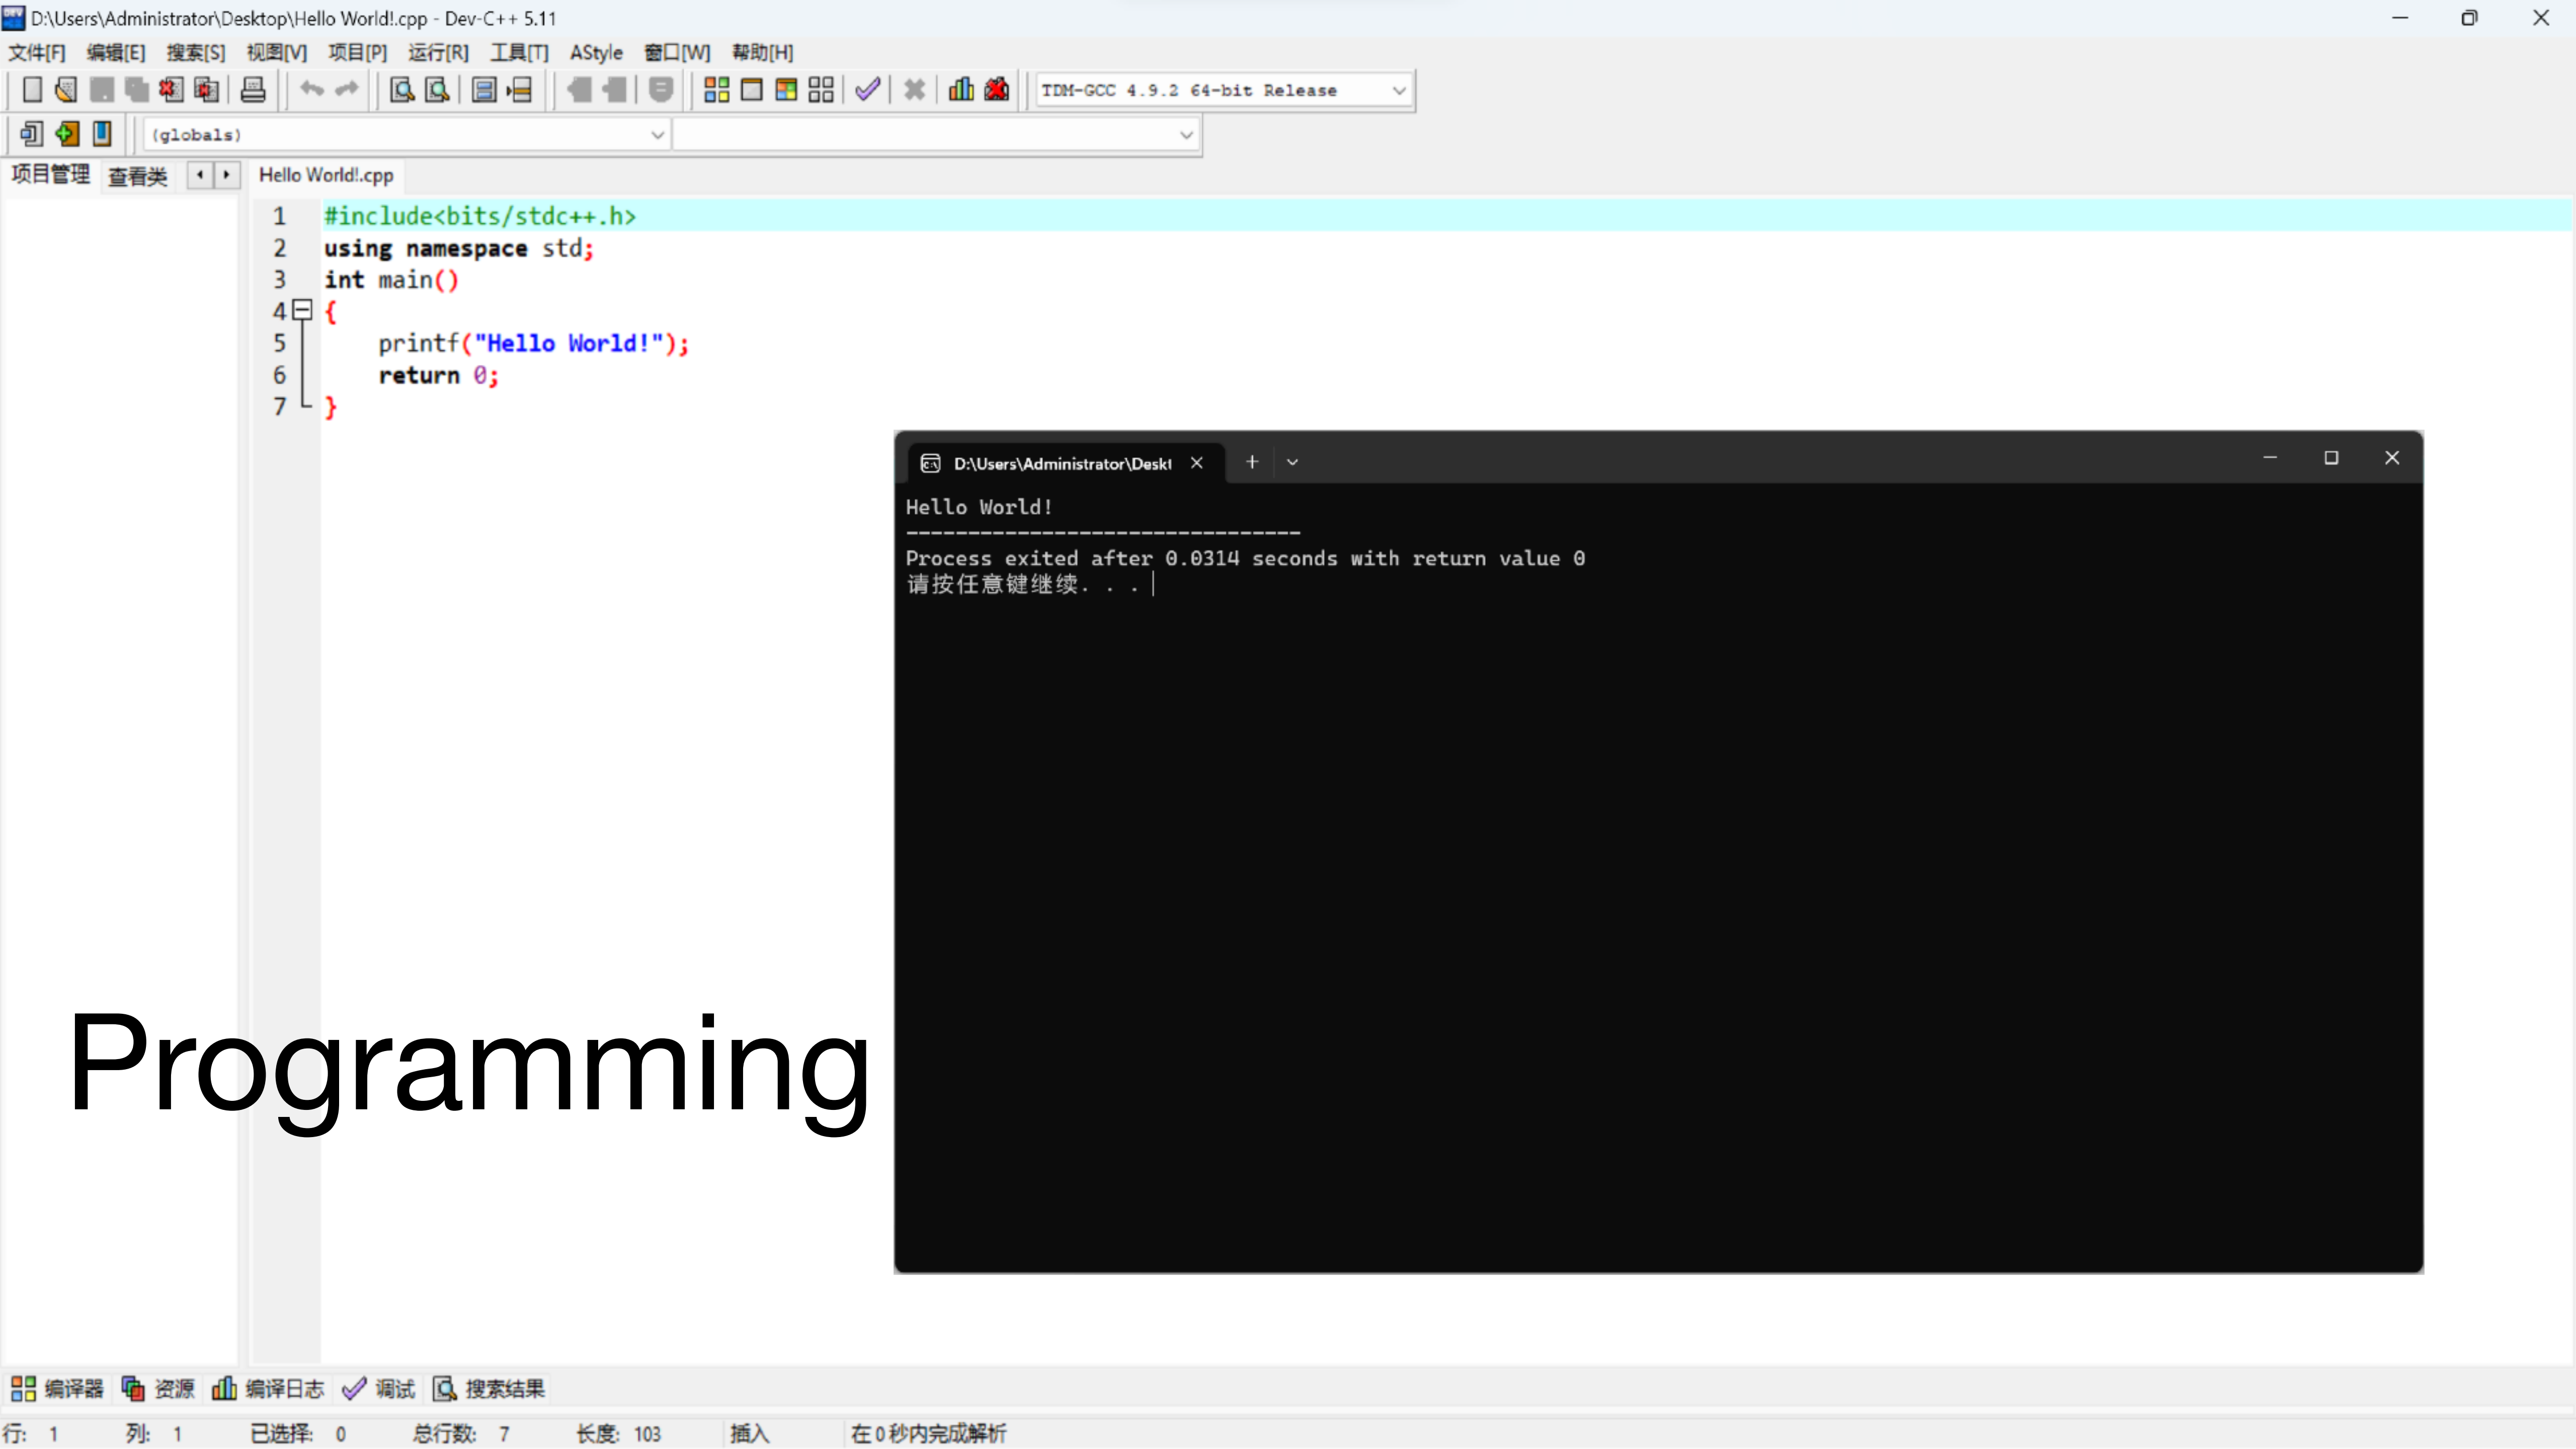 D:\Users\Administrator\Desktop\Hello World!.cpp - Dev-C++ 5.11
文件[F] 编辑[E] 搜索[S] 视图[V] 项目[P] 运行[R] 工具[T] AStyle 窗口[W] 帮助[H]
TDM-GCC 4.9.2 64-bit Release
(globals)
项目管理 查看类 Hello World!.cpp
1 #include<bits/stdc++.h>
2 using namespace std;
3 int main()
4 {
5 printf("Hello World!");
6 return 0;
7 }
D:\Users\Administrator\Deskt
Hello World!
--------------------------------
Process exited after 0.0314 seconds with return value 0
请按任意键继续. . .
Programming
编译器 资源 编译日志 调试 搜索结果
行: 1 列: 1 已选择: 0 总行数: 7 长度: 103 插入 在 0 秒内完成解析